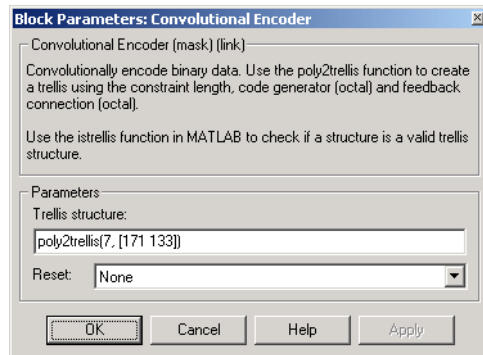 Block Parameters: Convolutional Encoder
Convolutional Encoder (mask) (link)
Convolutionally encode binary data. Use the poly2trellis function to create
a trellis using the constraint length, code generator (octal) and feedback
connection (octal).
Use the istrellis function in MATLAB to check if a structure is a valid trellis
structure.
Parameters
Trellis structure:
poly2trellis(7, [171 133])
Reset: None
OK Cancel Help Apply